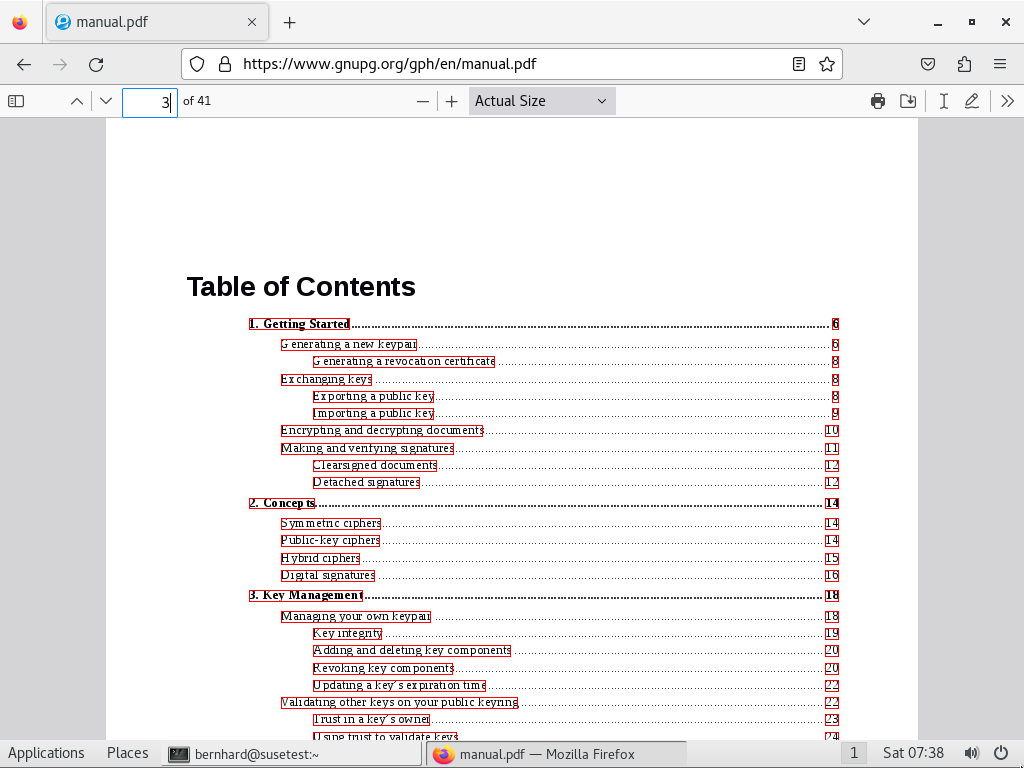 manual.pdf
https://www.gnupg.org/gph/en/manual.pdf
3 of 41 Actual Size
Table of Contents
1. Getting Started 6
Generating a new keypair 6
Generating a revocation certificate 8
Exchanging keys 8
Exporting a public key 8
Importing a public key 9
Encrypting and decrypting documents 10
Making and verifying signatures 11
Clearsigned documents 12
Detached signatures 12
2. Concepts 14
Symmetric ciphers 14
Public-key ciphers 14
Hybrid ciphers 15
Digital signatures 16
3. Key Management 18
Managing your own keypair 18
Key integrity 19
Adding and deleting key components 20
Revoking key components 20
Updating a key's expiration time 22
Validating other keys on your public keyring 22
Trust in a key's owner 23
Using trust to validate keys 24
Applications Places bernhard@susetest:~ manual.pdf — Mozilla Firefox 1 Sat 07:38